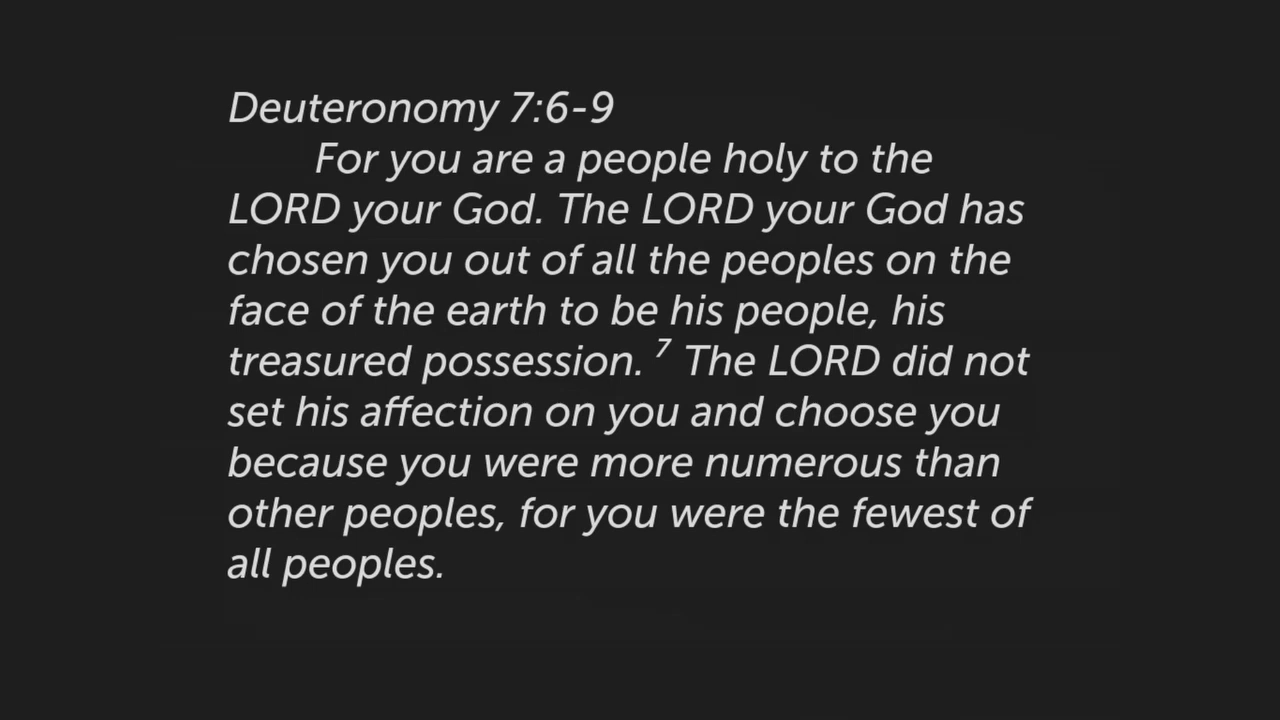 Deuteronomy 7:6-9
For you are a people holy to the
LORD your God. The LORD your God has
chosen you out of all the peoples on the
face of the earth to be his people, his
treasured possession. 7 The LORD did not
set his affection on you and choose you
because you were more numerous than
other peoples, for you were the fewest of
all peoples.